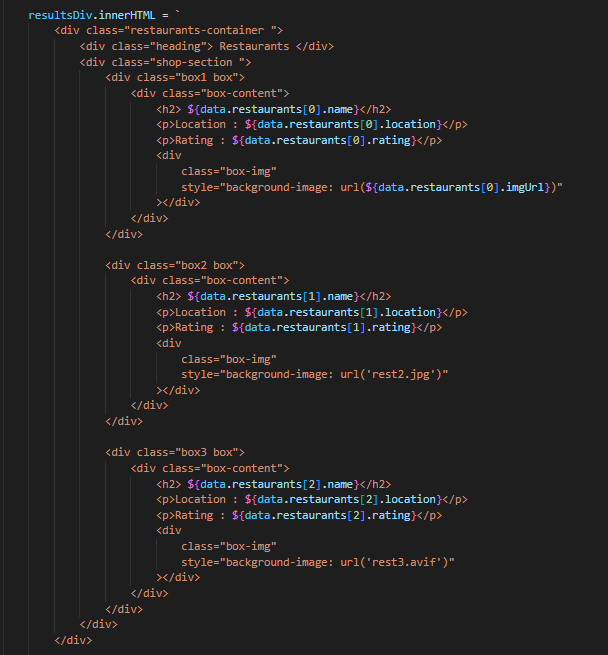 resultsDiv.innerHTML = `
<div class="restaurants-container ">
<div class="heading"> Restaurants </div>
<div class="shop-section ">
<div class="box1 box">
<div class="box-content">
<h2> ${data.restaurants[0].name}</h2>
<p>Location : ${data.restaurants[0].location}</p>
<p>Rating : ${data.restaurants[0].rating}</p>
<div
class="box-img"
style="background-image: url(${data.restaurants[0].imgUrl})"
></div>
</div>
</div>
<div class="box2 box">
<div class="box-content">
<h2> ${data.restaurants[1].name}</h2>
<p>Location : ${data.restaurants[1].location}</p>
<p>Rating : ${data.restaurants[1].rating}</p>
<div
class="box-img"
style="background-image: url('rest2.jpg')"
></div>
</div>
</div>
<div class="box3 box">
<div class="box-content">
<h2> ${data.restaurants[2].name}</h2>
<p>Location : ${data.restaurants[2].location}</p>
<p>Rating : ${data.restaurants[2].rating}</p>
<div
class="box-img"
style="background-image: url('rest3.avif')"
></div>
</div>
</div>
</div>
</div>